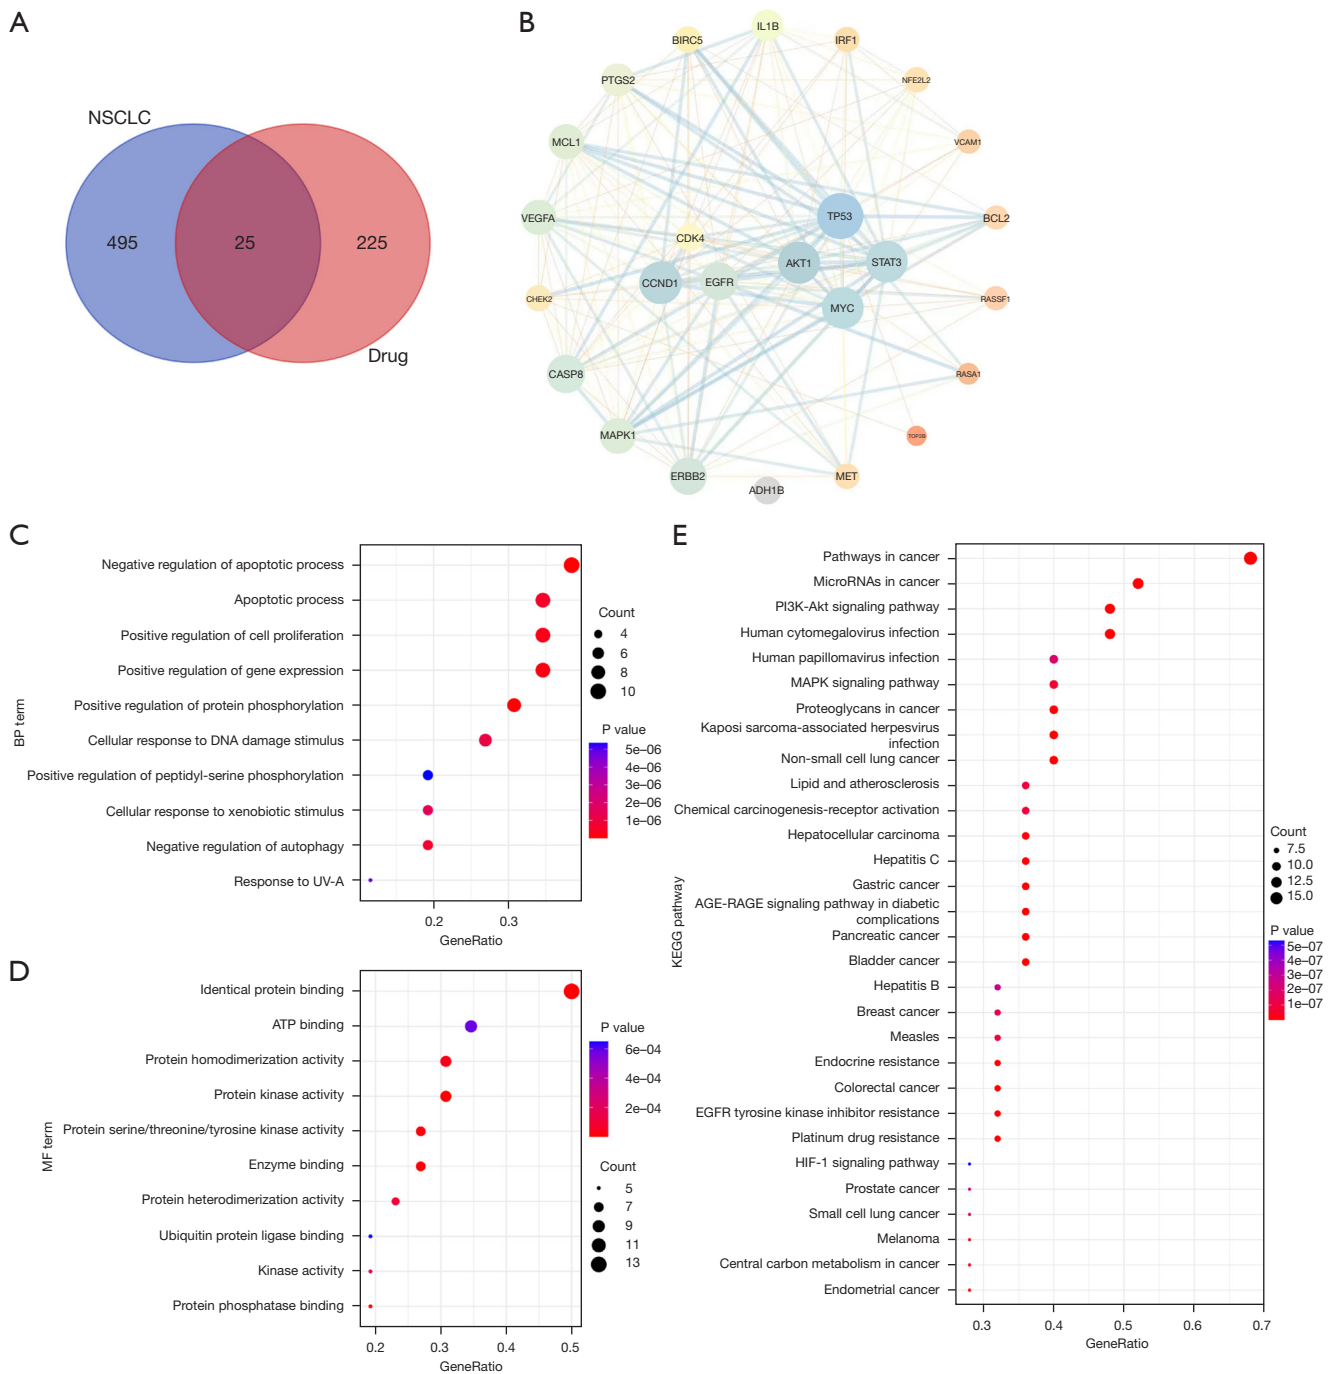 A
NSCLC
495
25
225
Drug
B
IL1B
BIRC5
IRF1
PTGS2
NFE2L2
MCL1
VCAM1
VEGFA
TP53
BCL2
CDK4
AKT1
STAT3
CCND1
EGFR
CHEK2
MYC
RASSF1
CASP8
RASA1
MAPK1
TOP2B
ERBB2
MET
ADH1B
C
BP term
Negative regulation of apoptotic process
Apoptotic process
Positive regulation of cell proliferation
Positive regulation of gene expression
Positive regulation of protein phosphorylation
Cellular response to DNA damage stimulus
Positive regulation of peptidyl-serine phosphorylation
Cellular response to xenobiotic stimulus
Negative regulation of autophagy
Response to UV-A
0.2 0.3
GeneRatio
Count
4
6
8
10
P value
5e–06
4e–06
3e–06
2e–06
1e–06
D
MF term
Identical protein binding
ATP binding
Protein homodimerization activity
Protein kinase activity
Protein serine/threonine/tyrosine kinase activity
Enzyme binding
Protein heterodimerization activity
Ubiquitin protein ligase binding
Kinase activity
Protein phosphatase binding
0.2 0.3 0.4 0.5
GeneRatio
P value
6e–04
4e–04
2e–04
Count
5
7
9
11
13
E
KEGG pathway
Pathways in cancer
MicroRNAs in cancer
PI3K-Akt signaling pathway
Human cytomegalovirus infection
Human papillomavirus infection
MAPK signaling pathway
Proteoglycans in cancer
Kaposi sarcoma-associated herpesvirus
infection
Non-small cell lung cancer
Lipid and atherosclerosis
Chemical carcinogenesis-receptor activation
Hepatocellular carcinoma
Hepatitis C
Gastric cancer
AGE-RAGE signaling pathway in diabetic
complications
Pancreatic cancer
Bladder cancer
Hepatitis B
Breast cancer
Measles
Endocrine resistance
Colorectal cancer
EGFR tyrosine kinase inhibitor resistance
Platinum drug resistance
HIF-1 signaling pathway
Prostate cancer
Small cell lung cancer
Melanoma
Central carbon metabolism in cancer
Endometrial cancer
0.3 0.4 0.5 0.6 0.7
GeneRatio
Count
7.5
10.0
12.5
15.0
P value
5e–07
4e–07
3e–07
2e–07
1e–07